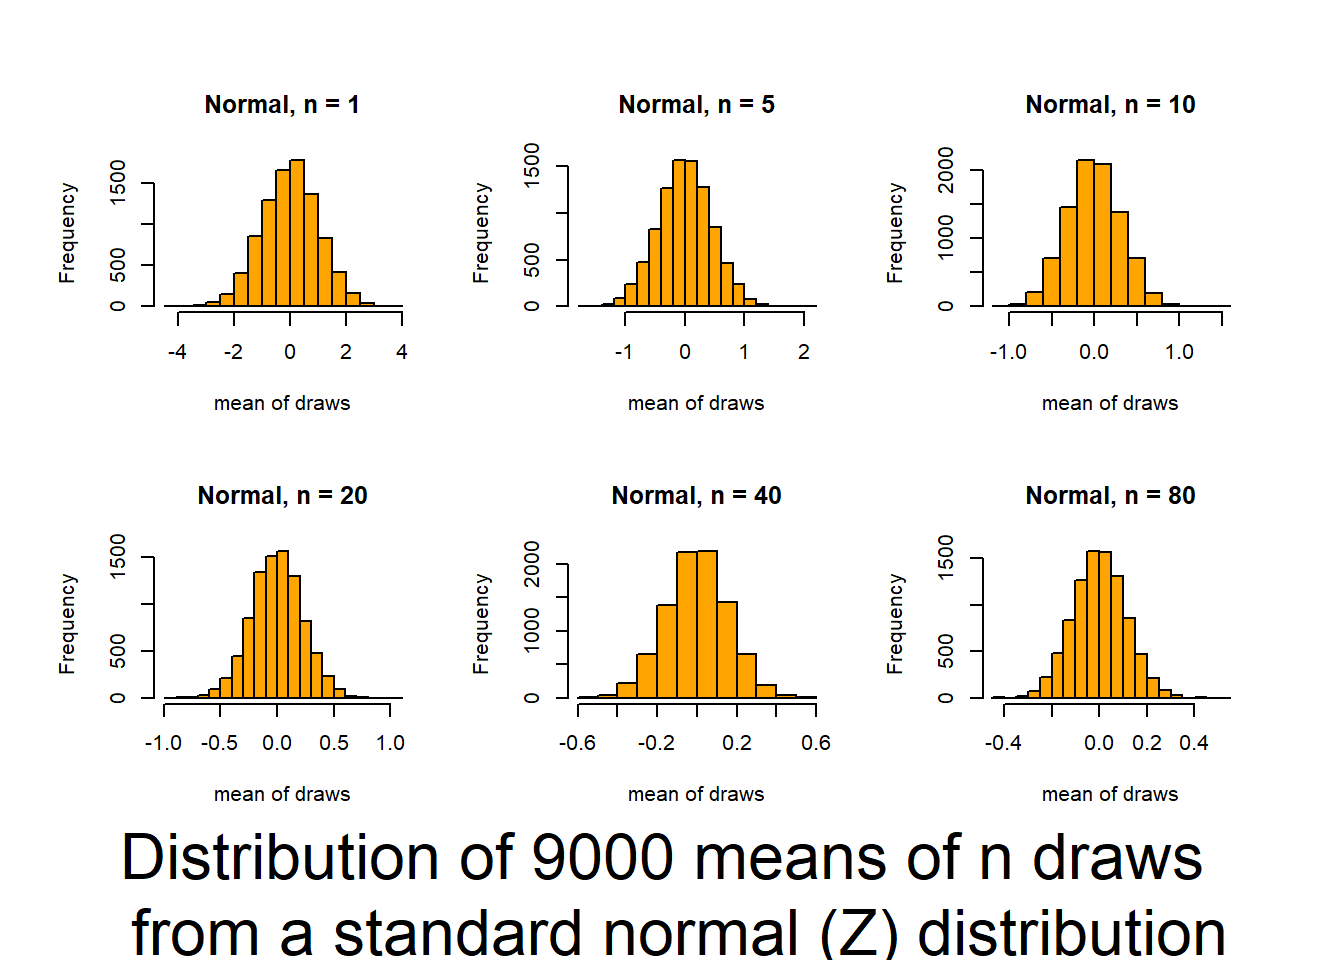 Normal, n = 1
Frequency
1500
500
0
-4 -2 0 2 4
mean of draws
Normal, n = 5
Frequency
1500
500
0
-1 0 1 2
mean of draws
Normal, n = 10
Frequency
2000
1000
0
-1.0 0.0 1.0
mean of draws
Normal, n = 20
Frequency
1500
500
0
-1.0 -0.5 0.0 0.5 1.0
mean of draws
Normal, n = 40
Frequency
2000
1000
0
-0.6 -0.2 0.2 0.6
mean of draws
Normal, n = 80
Frequency
1500
500
0
-0.4 0.0 0.2 0.4
mean of draws
Distribution of 9000 means of n draws
from a standard normal (Z) distribution